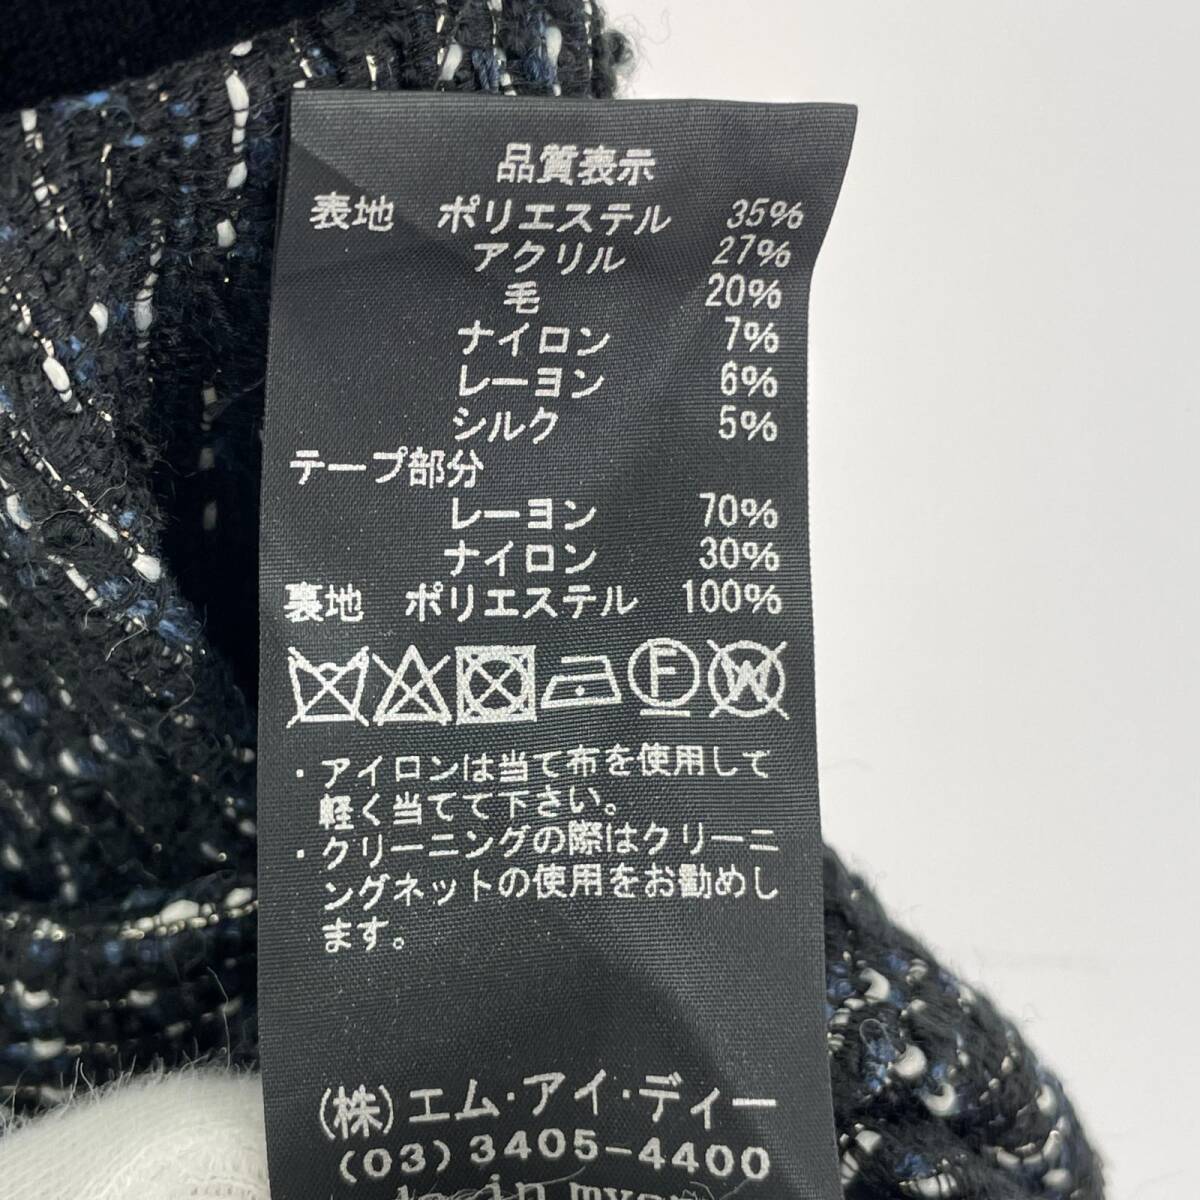 品質表示
表地 ポリエステル 35%
アクリル 27%
毛 20%
ナイロン 7%
レーヨン 6%
シルク 5%
テープ部分
レーヨン 70%
ナイロン 30%
裏地 ポリエステル 100%
F W
・アイロンは当て布を使用して
軽く当てて下さい。
・クリーニングの際はクリーニ
ングネットの使用をお勧めし
ます。
(株)エム・アイ・ディー
(03)3405-4400
in